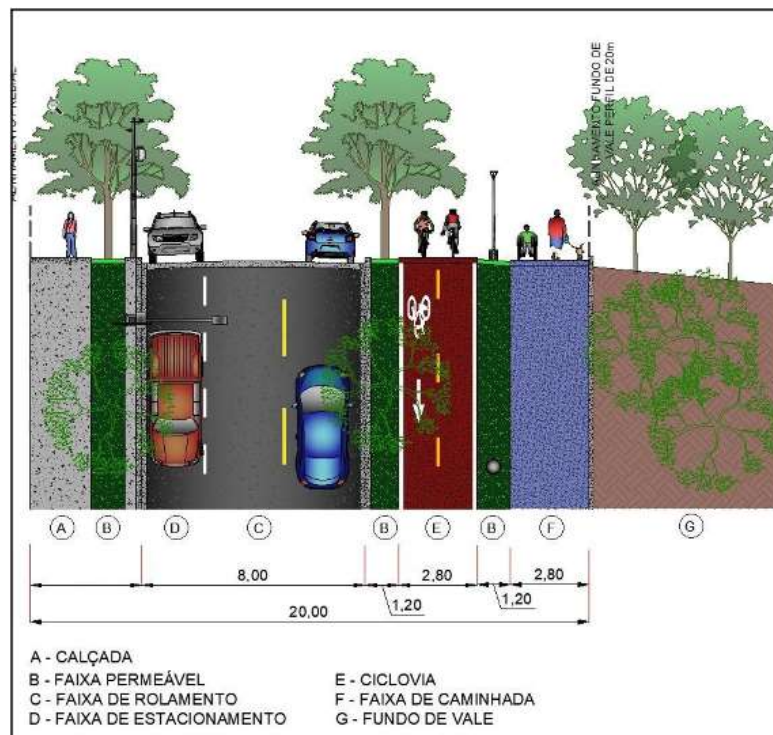 ALINHAMENTO FUNDO DE
VALE PERFIL DE 20m
A
B
D
C
B
E
B
F
G
8,00
2,80
2,80
1,20
1,20
20,00
A - CALÇADA
B - FAIXA PERMEÁVEL
C - FAIXA DE ROLAMENTO
D - FAIXA DE ESTACIONAMENTO
E - CICLOVIA
F - FAIXA DE CAMINHADA
G - FUNDO DE VALE